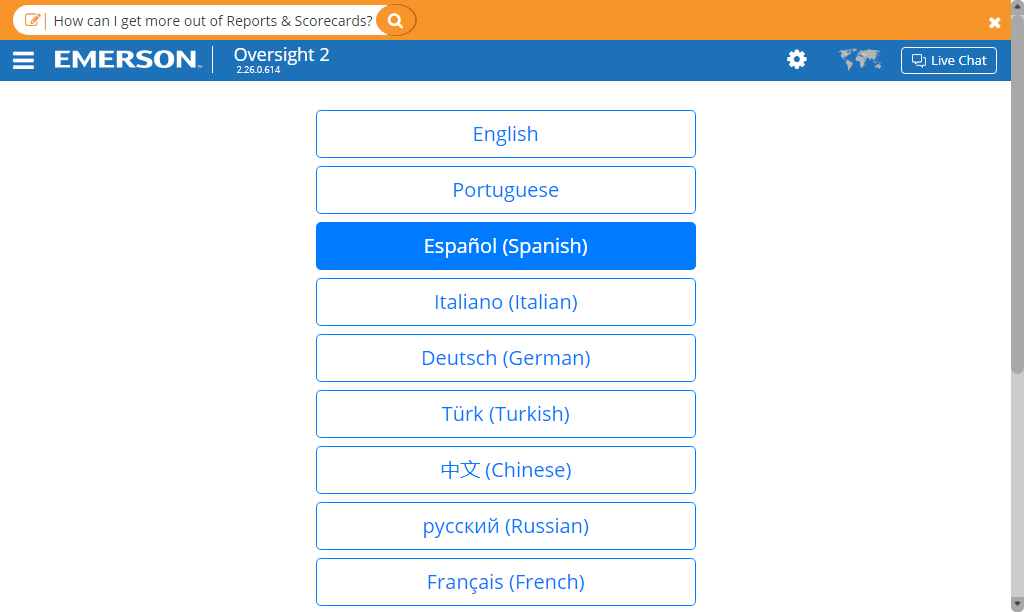 How can I get more out of Reports & Scorecards?
EMERSON™
Oversight 2
2.26.0.614
Live Chat
English
Portuguese
Español (Spanish)
Italiano (Italian)
Deutsch (German)
Türk (Turkish)
中文 (Chinese)
русский (Russian)
Français (French)